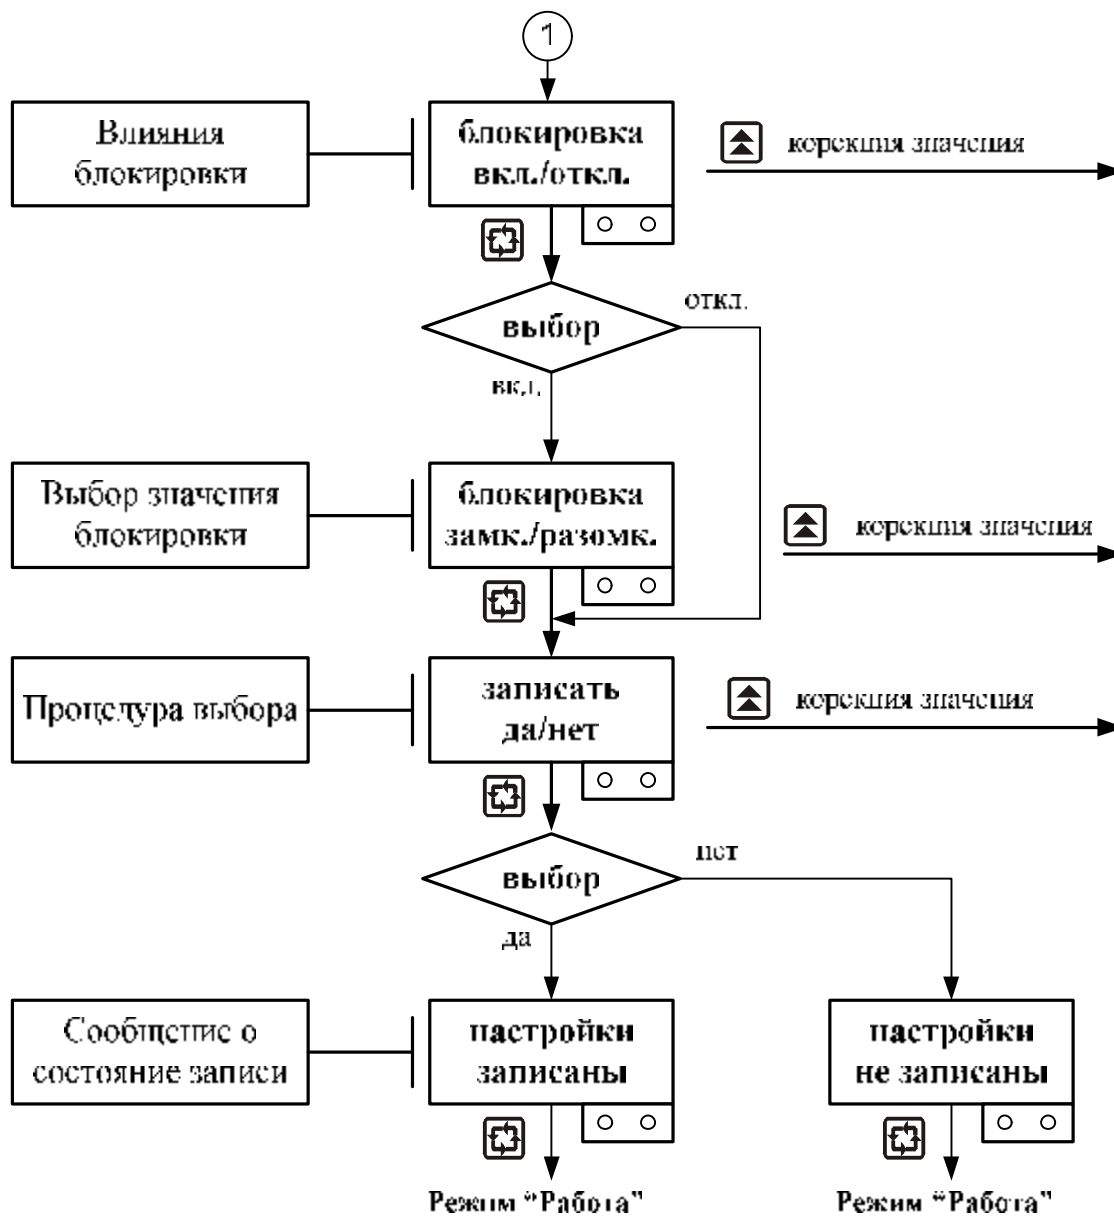 1
Влияния
блокировки
блокировка
вкл./откл.
корекция значения
выбор
откл.
вкл.
Выбор значения
блокировки
блокировка
замк./разомк.
корекция значения
Процедура выбора
записать
да/нет
корекция значения
выбор
нет
да
Сообщение о
состояние записи
настройки
записаны
настройки
не записаны
Режим “Работа”
Режим “Работа”